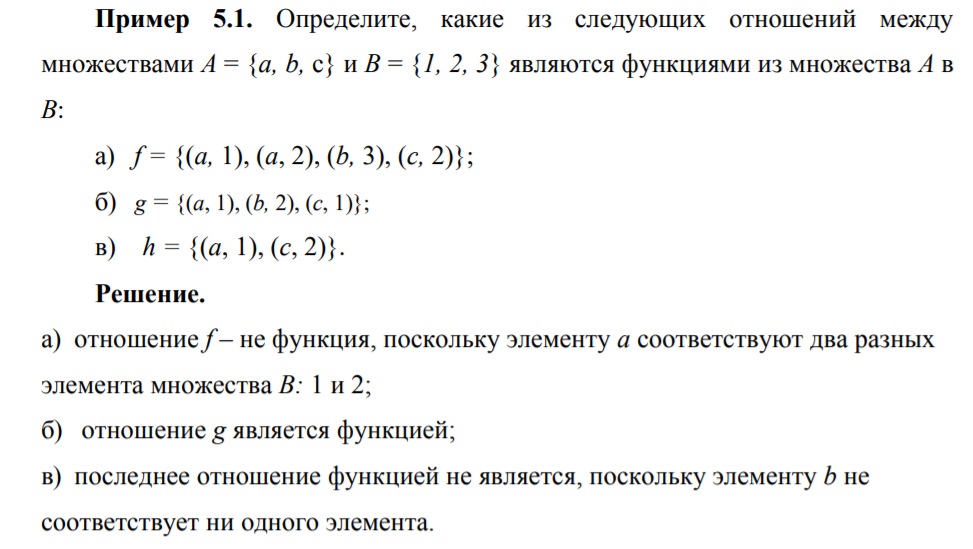 Пример 5.1. Определите, какие из следующих отношений между
множествами A = {a, b, c} и B = {1, 2, 3} являются функциями из множества A в
B:
а) f = {(a, 1), (a, 2), (b, 3), (c, 2)};
б) g = {(a, 1), (b, 2), (c, 1)};
в) h = {(a, 1), (c, 2)}.
Решение.
а) отношение f – не функция, поскольку элементу a соответствуют два разных
элемента множества B: 1 и 2;
б) отношение g является функцией;
в) последнее отношение функцией не является, поскольку элементу b не
соответствует ни одного элемента.